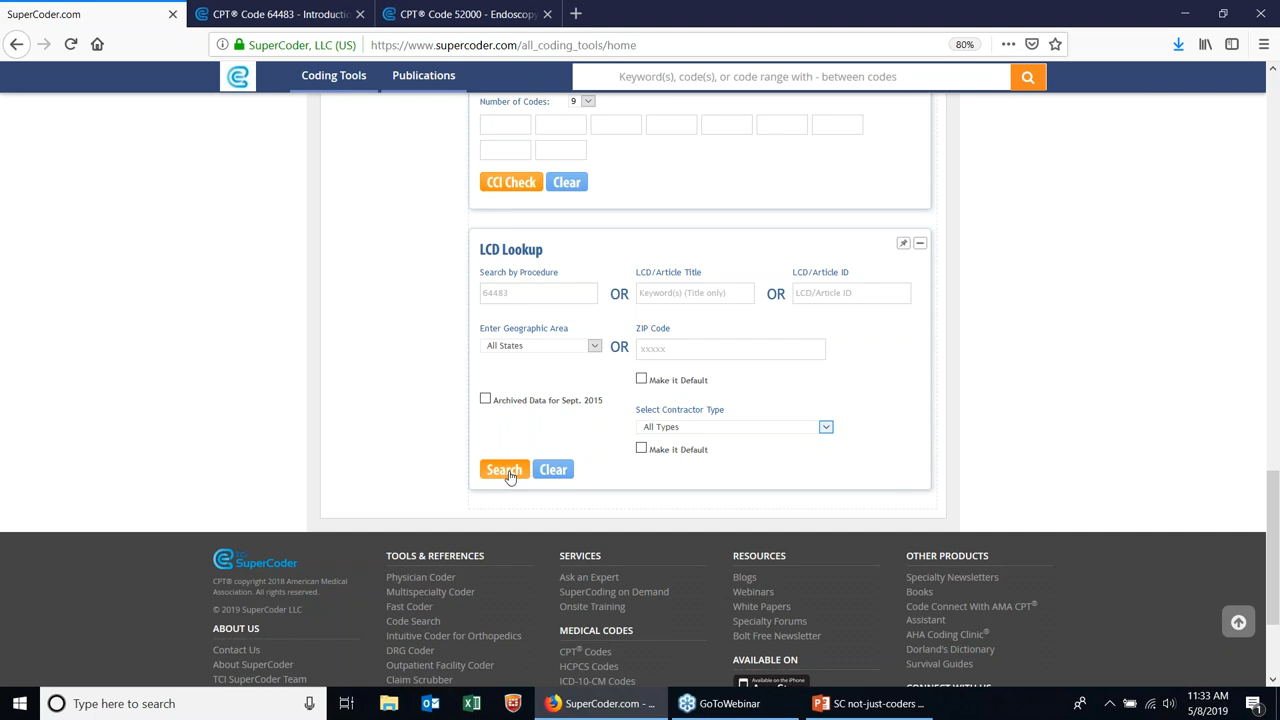 SuperCoder.com
CPT® Code 64483 - Introductio
CPT® Code 52000 - Endoscopy
SuperCoder, LLC (US)
https://www.supercoder.com/all_coding_tools/home
80%
Coding Tools
Publications
Keyword(s), code(s), or code range with - between codes
Number of Codes: 9
CCI Check
Clear
LCD Lookup
Search by Procedure
LCD/Article Title
LCD/Article ID
64483
OR
Keyword(s) (Title only)
OR
LCD/Article ID
Enter Geographic Area
ZIP Code
All States
OR
xxxxx
Make it Default
Archived Data for Sept. 2015
Select Contractor Type
All Types
Make it Default
Search
Clear
TCI
SuperCoder
CPT® copyright 2018 American Medical
Association. All rights reserved.
© 2019 SuperCoder LLC
ABOUT US
Contact Us
About SuperCoder
TCI SuperCoder Team
TOOLS & REFERENCES
Physician Coder
Multispecialty Coder
Fast Coder
Code Search
Intuitive Coder for Orthopedics
DRG Coder
Outpatient Facility Coder
Claim Scrubber
SERVICES
Ask an Expert
SuperCoding on Demand
Onsite Training
MEDICAL CODES
CPT® Codes
HCPCS Codes
ICD-10-CM Codes
RESOURCES
Blogs
Webinars
White Papers
Specialty Forums
Bolt Free Newsletter
AVAILABLE ON
Available on the iPhone
OTHER PRODUCTS
Specialty Newsletters
Books
Code Connect With AMA CPT®
Assistant
AHA Coding Clinic®
Dorland's Dictionary
Survival Guides
CONNECT WITH US
Type here to search
SuperCoder.com - ...
GoToWebinar
SC not-just-coders ...
11:33 AM
5/8/2019